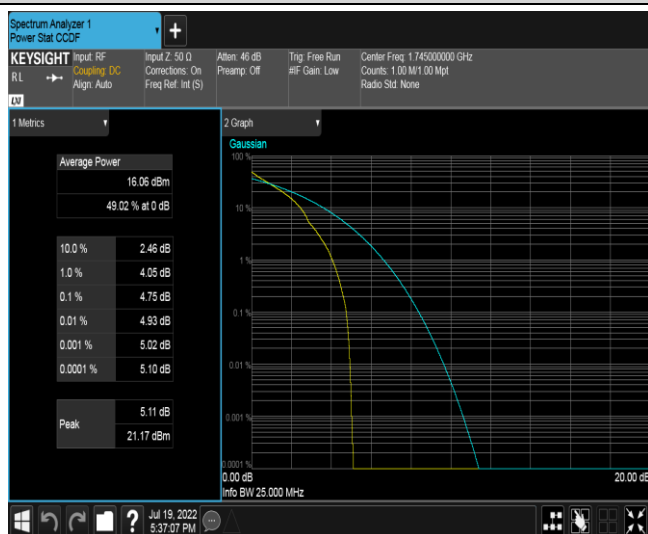 Spectrum Analyzer 1
Power Stat CCDF
KEYSIGHT
RL
LXI
Input: RF
Coupling: DC
Align: Auto
Input Z: 50 Ω
Corrections: On
Freq Ref: Int (S)
Atten: 46 dB
Preamp: Off
Trig: Free Run
#IF Gain: Low
Center Freq: 1.745000000 GHz
Counts: 1.00 M/1.00 Mpt
Radio Std: None
1 Metrics
Average Power
16.06 dBm
49.02 % at 0 dB
10.0 % 2.46 dB
1.0 % 4.05 dB
0.1 % 4.75 dB
0.01 % 4.93 dB
0.001 % 5.02 dB
0.0001 % 5.10 dB
Peak
5.11 dB
21.17 dBm
2 Graph
Gaussian
100 %
10 %
1 %
0.1 %
0.01 %
0.001 %
0.0001 %
0.00 dB 20.00 dB
Info BW 25.000 MHz
Jul 19, 2022
5:37:07 PM